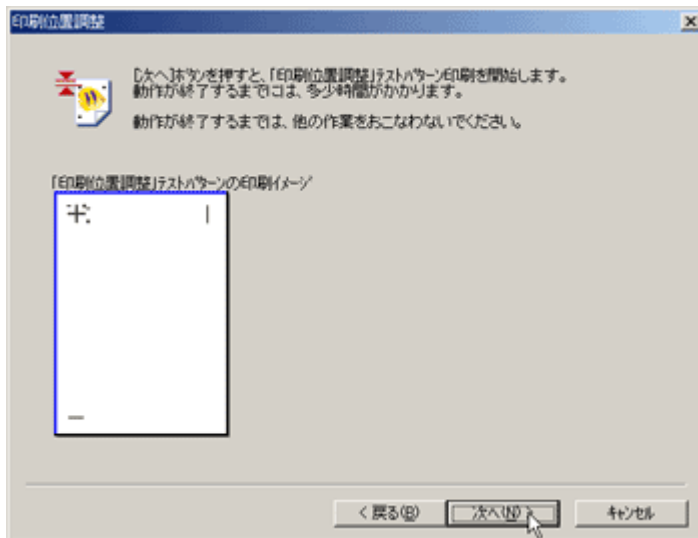 印刷位置調整
[次へ]ボタンを押すと、「印刷位置調整」テストパターン印刷を開始します。
動作が終了するまでには、多少時間がかかります。
動作が終了するまでは、他の作業をおこなわないでください。
「印刷位置調整」テストパターンの印刷イメージ
< 戻る(B)
次へ(N) >
キャンセル